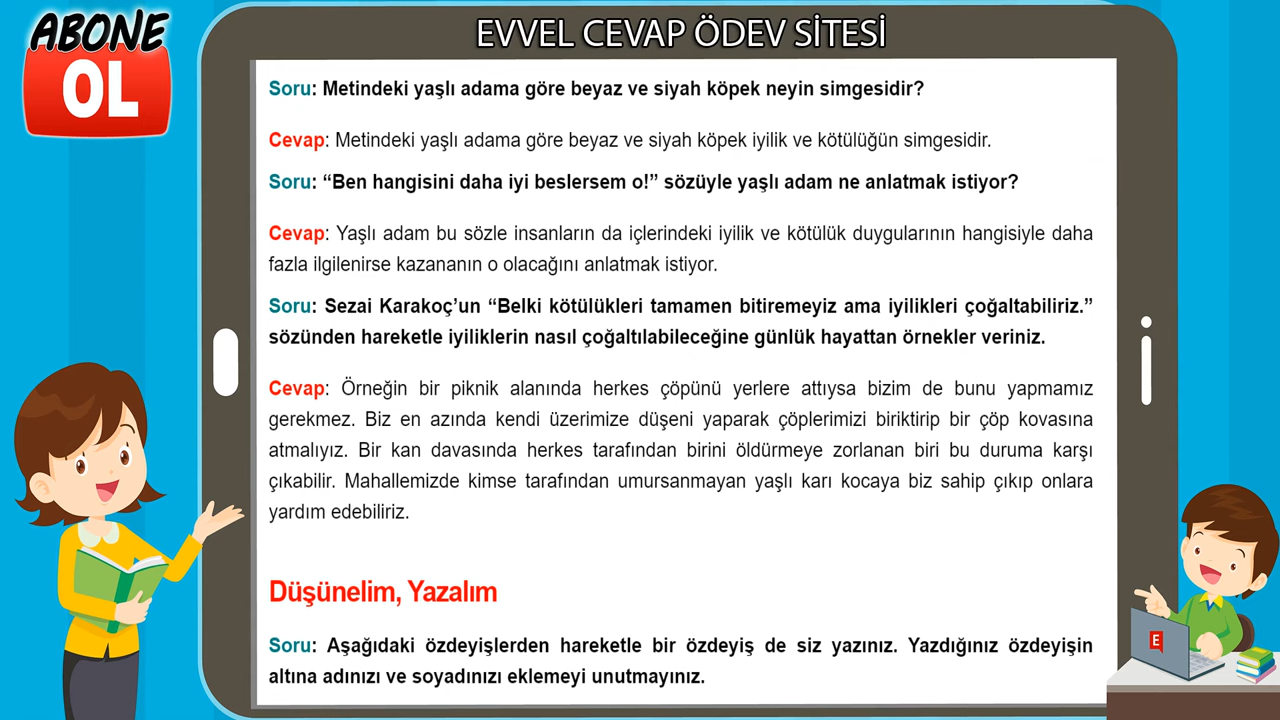 ABONE
OL
EVVEL CEVAP ÖDEV SİTESİ
Soru: Metindeki yaşlı adama göre beyaz ve siyah köpek neyin simgesidir?
Cevap: Metindeki yaşlı adama göre beyaz ve siyah köpek iyilik ve kötülüğün simgesidir.
Soru: “Ben hangisini daha iyi beslersem o!” sözüyle yaşlı adam ne anlatmak istiyor?
Cevap: Yaşlı adam bu sözle insanların da içlerindeki iyilik ve kötülük duygularının hangisiyle daha
fazla ilgilenirse kazananın o olacağını anlatmak istiyor.
Soru: Sezai Karakoç’un “Belki kötülükleri tamamen bitiremeyiz ama iyilikleri çoğaltabiliriz.”
sözünden hareketle iyiliklerin nasıl çoğaltılabileceğine günlük hayattan örnekler veriniz.
Cevap: Örneğin bir piknik alanında herkes çöpünü yerlere attıysa bizim de bunu yapmamız
gerekmez. Biz en azında kendi üzerimize düşeni yaparak çöplerimizi biriktirip bir çöp kovasına
atmalıyız. Bir kan davasında herkes tarafından birini öldürmeye zorlanan biri bu duruma karşı
çıkabilir. Mahallemizde kimse tarafından umursanmayan yaşlı karı kocaya biz sahip çıkıp onlara
yardım edebiliriz.
Düşünelim, Yazalım
Soru: Aşağıdaki özdeyişlerden hareketle bir özdeyiş de siz yazınız. Yazdığınız özdeyişin
altına adınızı ve soyadınızı eklemeyi unutmayınız.
E